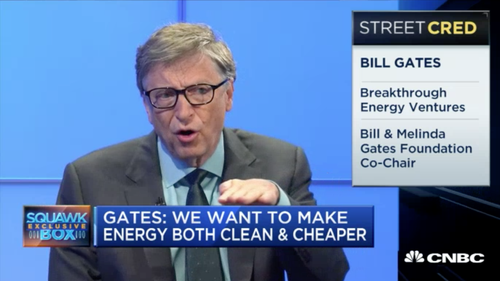 STREET CRED
BILL GATES
Breakthrough
Energy Ventures
Bill & Melinda
Gates Foundation
Co-Chair
SQUAWK
EXCLUSIVE
BOX
GATES: WE WANT TO MAKE
ENERGY BOTH CLEAN & CHEAPER
CNBC